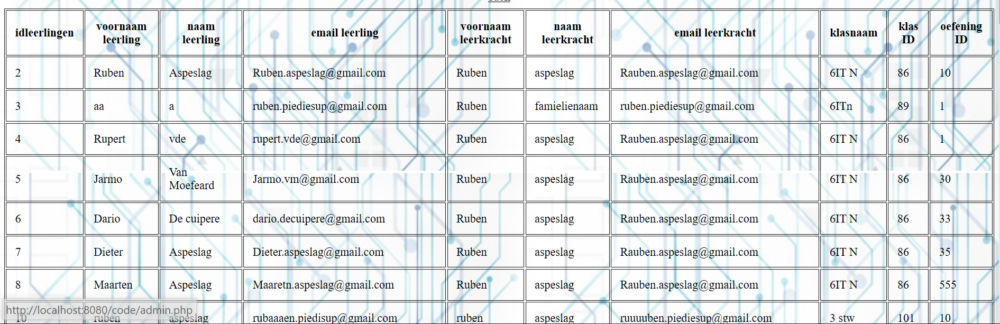 idleerlingen voornaam leerling naam leerling email leerling voornaam leerkracht naam leerkracht email leerkracht klasnaam klas ID oefening ID
2 Ruben Aspeslag Ruben.aspeslag@gmail.com Ruben aspeslag Rauben.aspeslag@gmail.com 6IT N 86 10
3 aa a ruben.piediesup@gmail.com Ruben famielienaam ruben.piediesup@gmail.com 6ITn 89 1
4 Rupert vde rupert.vde@gmail.com Ruben aspeslag Rauben.aspeslag@gmail.com 6IT N 86 1
5 Jarmo Van Moefeard Jarmo.vm@gmail.com Ruben aspeslag Rauben.aspeslag@gmail.com 6IT N 86 30
6 Dario De cuipere dario.decuipere@gmail.com Ruben aspeslag Rauben.aspeslag@gmail.com 6IT N 86 33
7 Dieter Aspeslag Dieter.aspeslag@gmail.com Ruben aspeslag Rauben.aspeslag@gmail.com 6IT N 86 35
8 Maarten Aspeslag Maaretn.aspeslag@gmail.com Ruben aspeslag Rauben.aspeslag@gmail.com 6IT N 86 555
http://localhost:8080/code/admin.php
10 ruben aspeslag rubaaaen.piedisup@gmail.com ruben aspeslag ruuuuben.piediesup@gmail.com 3 stw 101 10